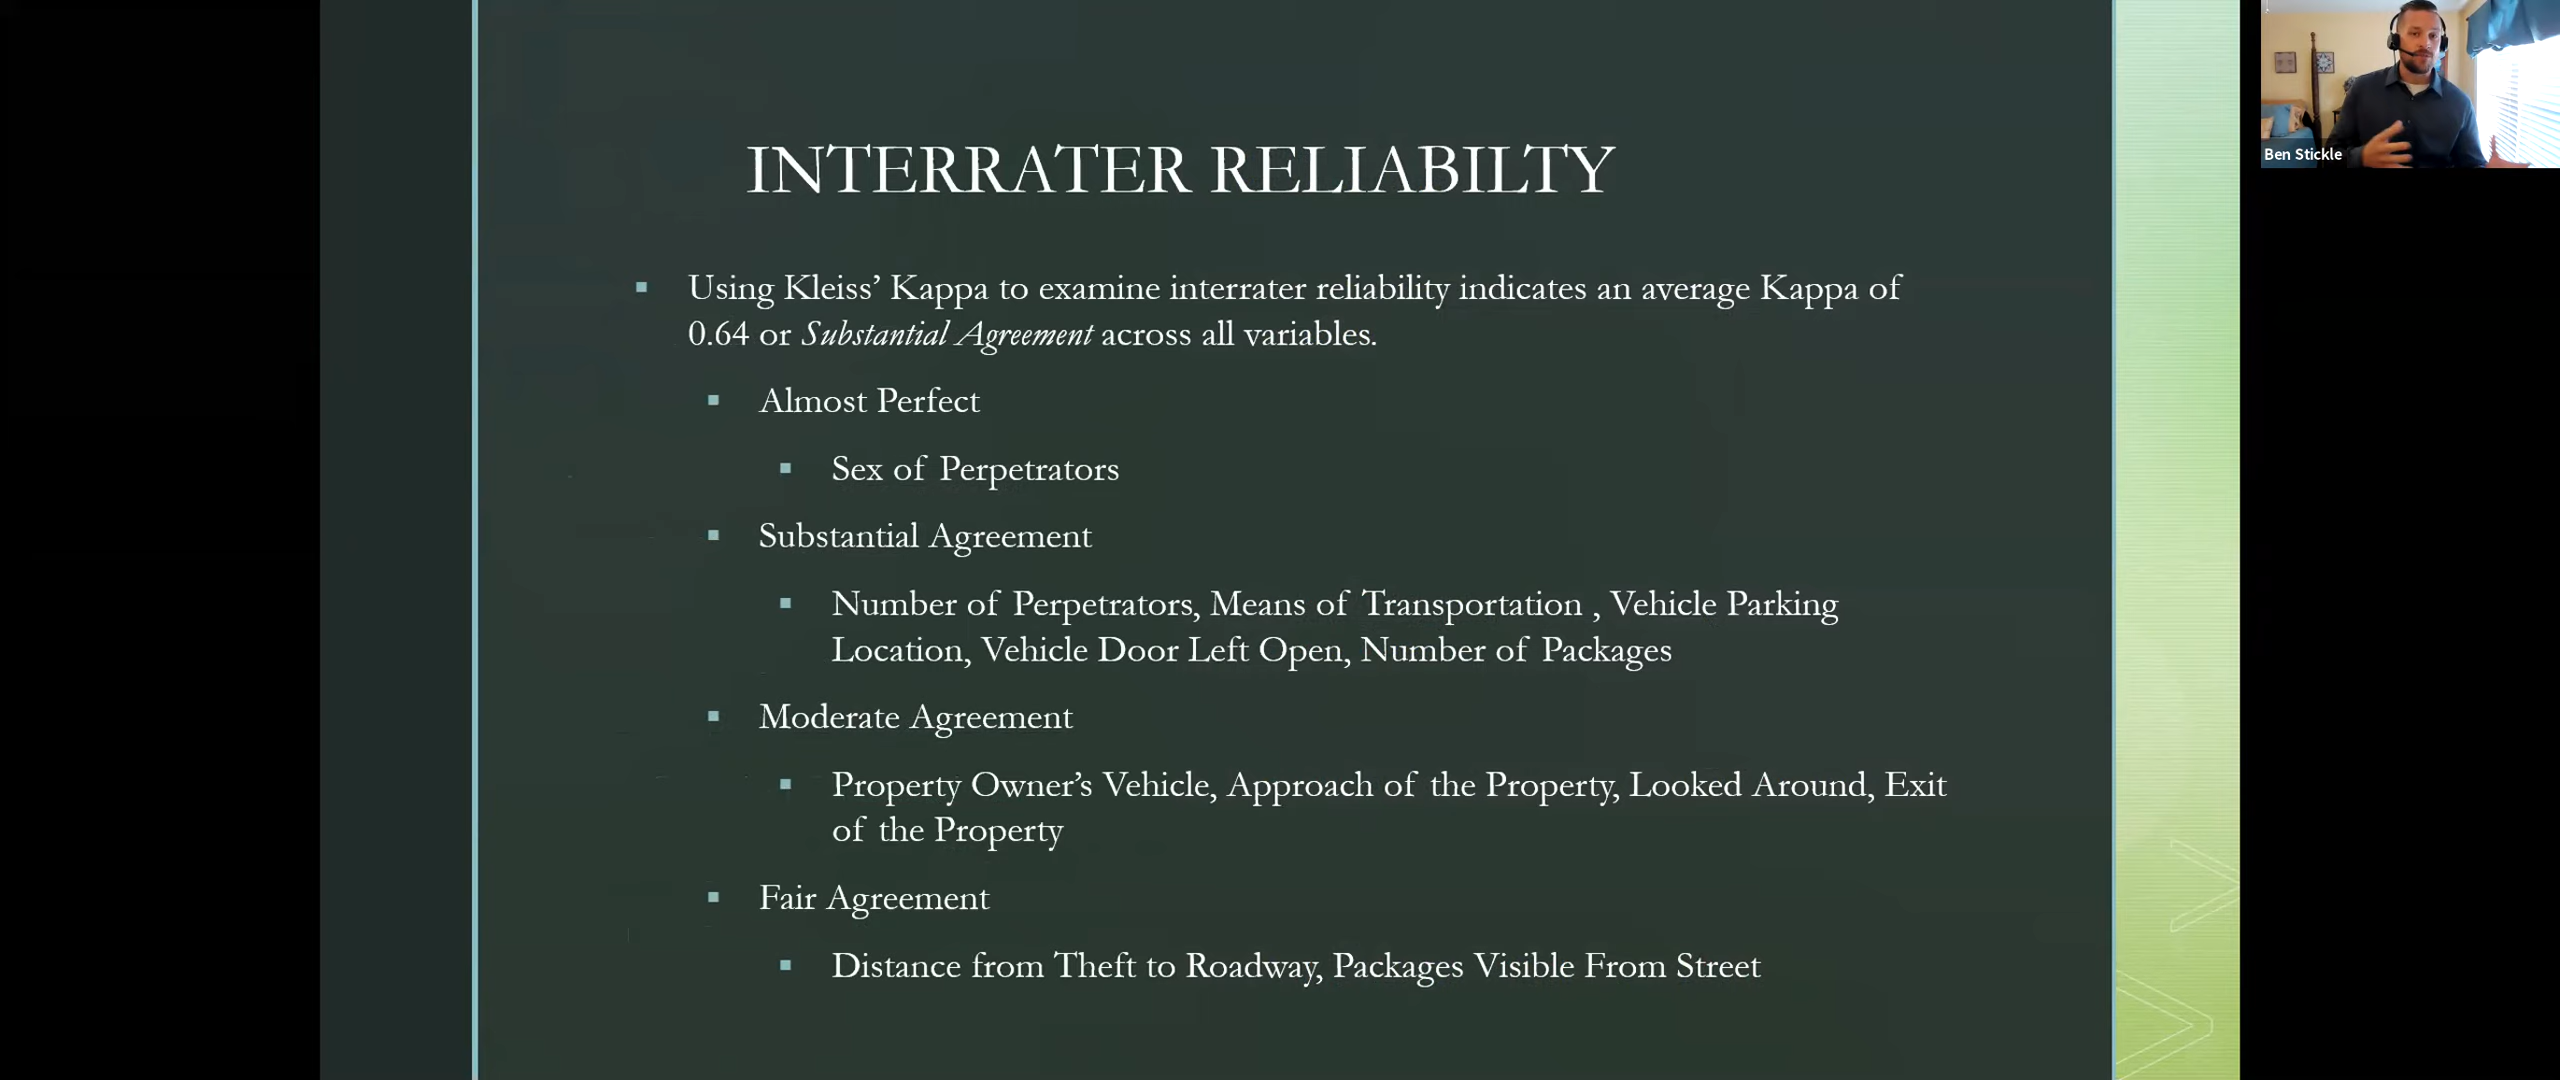 INTERRATER RELIABILTY
Using Kleiss’ Kappa to examine interrater reliability indicates an average Kappa of
0.64 or Substantial Agreement across all variables.
Almost Perfect
Sex of Perpetrators
Substantial Agreement
Number of Perpetrators, Means of Transportation , Vehicle Parking
Location, Vehicle Door Left Open, Number of Packages
Moderate Agreement
Property Owner’s Vehicle, Approach of the Property, Looked Around, Exit
of the Property
Fair Agreement
Distance from Theft to Roadway, Packages Visible From Street
Ben Stickle